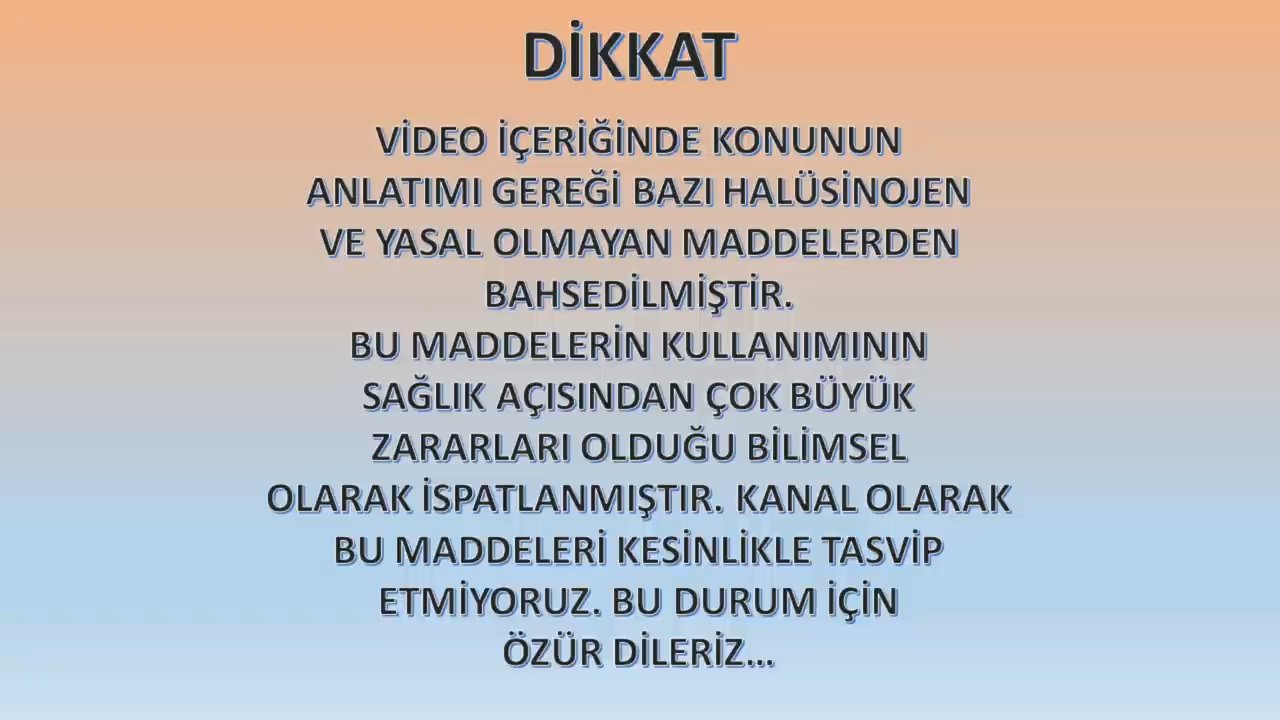 DİKKAT
VİDEO İÇERİĞİNDE KONUNUN
ANLATIMI GEREĞİ BAZI HALÜSİNOJEN
VE YASAL OLMAYAN MADDELERDEN
BAHSEDİLMİŞTİR.
BU MADDELERİN KULLANIMININ
SAĞLIK AÇISINDAN ÇOK BÜYÜK
ZARARLARI OLDUĞU BİLİMSEL
OLARAK İSPATLANMIŞTIR. KANAL OLARAK
BU MADDELERİ KESİNLİKLE TASVİP
ETMİYORUZ. BU DURUM İÇİN
ÖZÜR DİLERİZ...